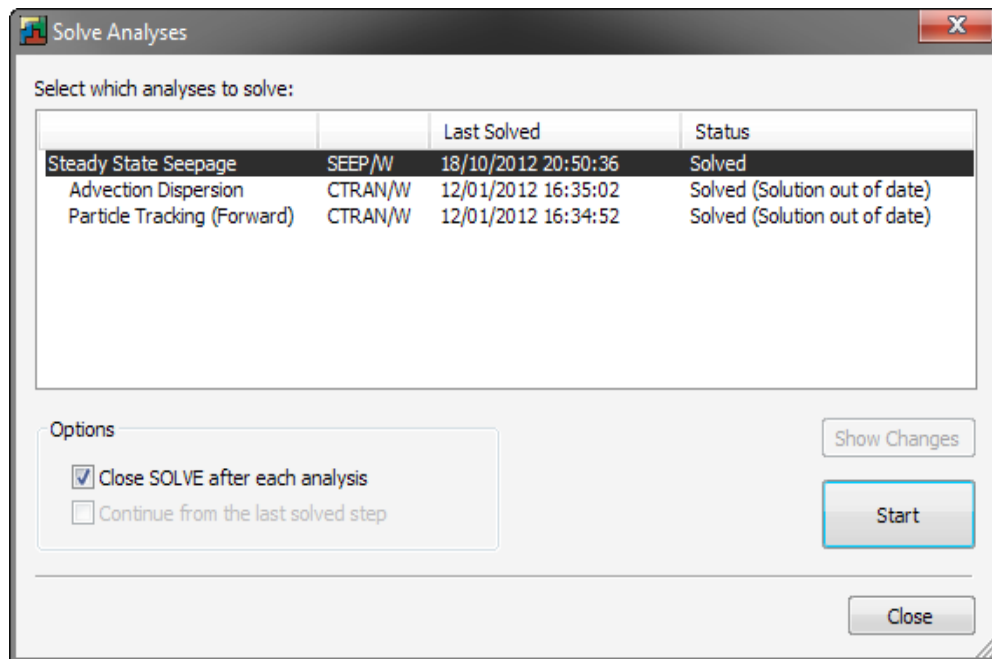 Solve Analyses
Select which analyses to solve:
Last Solved Status
Steady State Seepage SEEP/W 18/10/2012 20:50:36 Solved
Advection Dispersion CTRAN/W 12/01/2012 16:35:02 Solved (Solution out of date)
Particle Tracking (Forward) CTRAN/W 12/01/2012 16:34:52 Solved (Solution out of date)
Options
Show Changes
Close SOLVE after each analysis
Continue from the last solved step
Start
Close